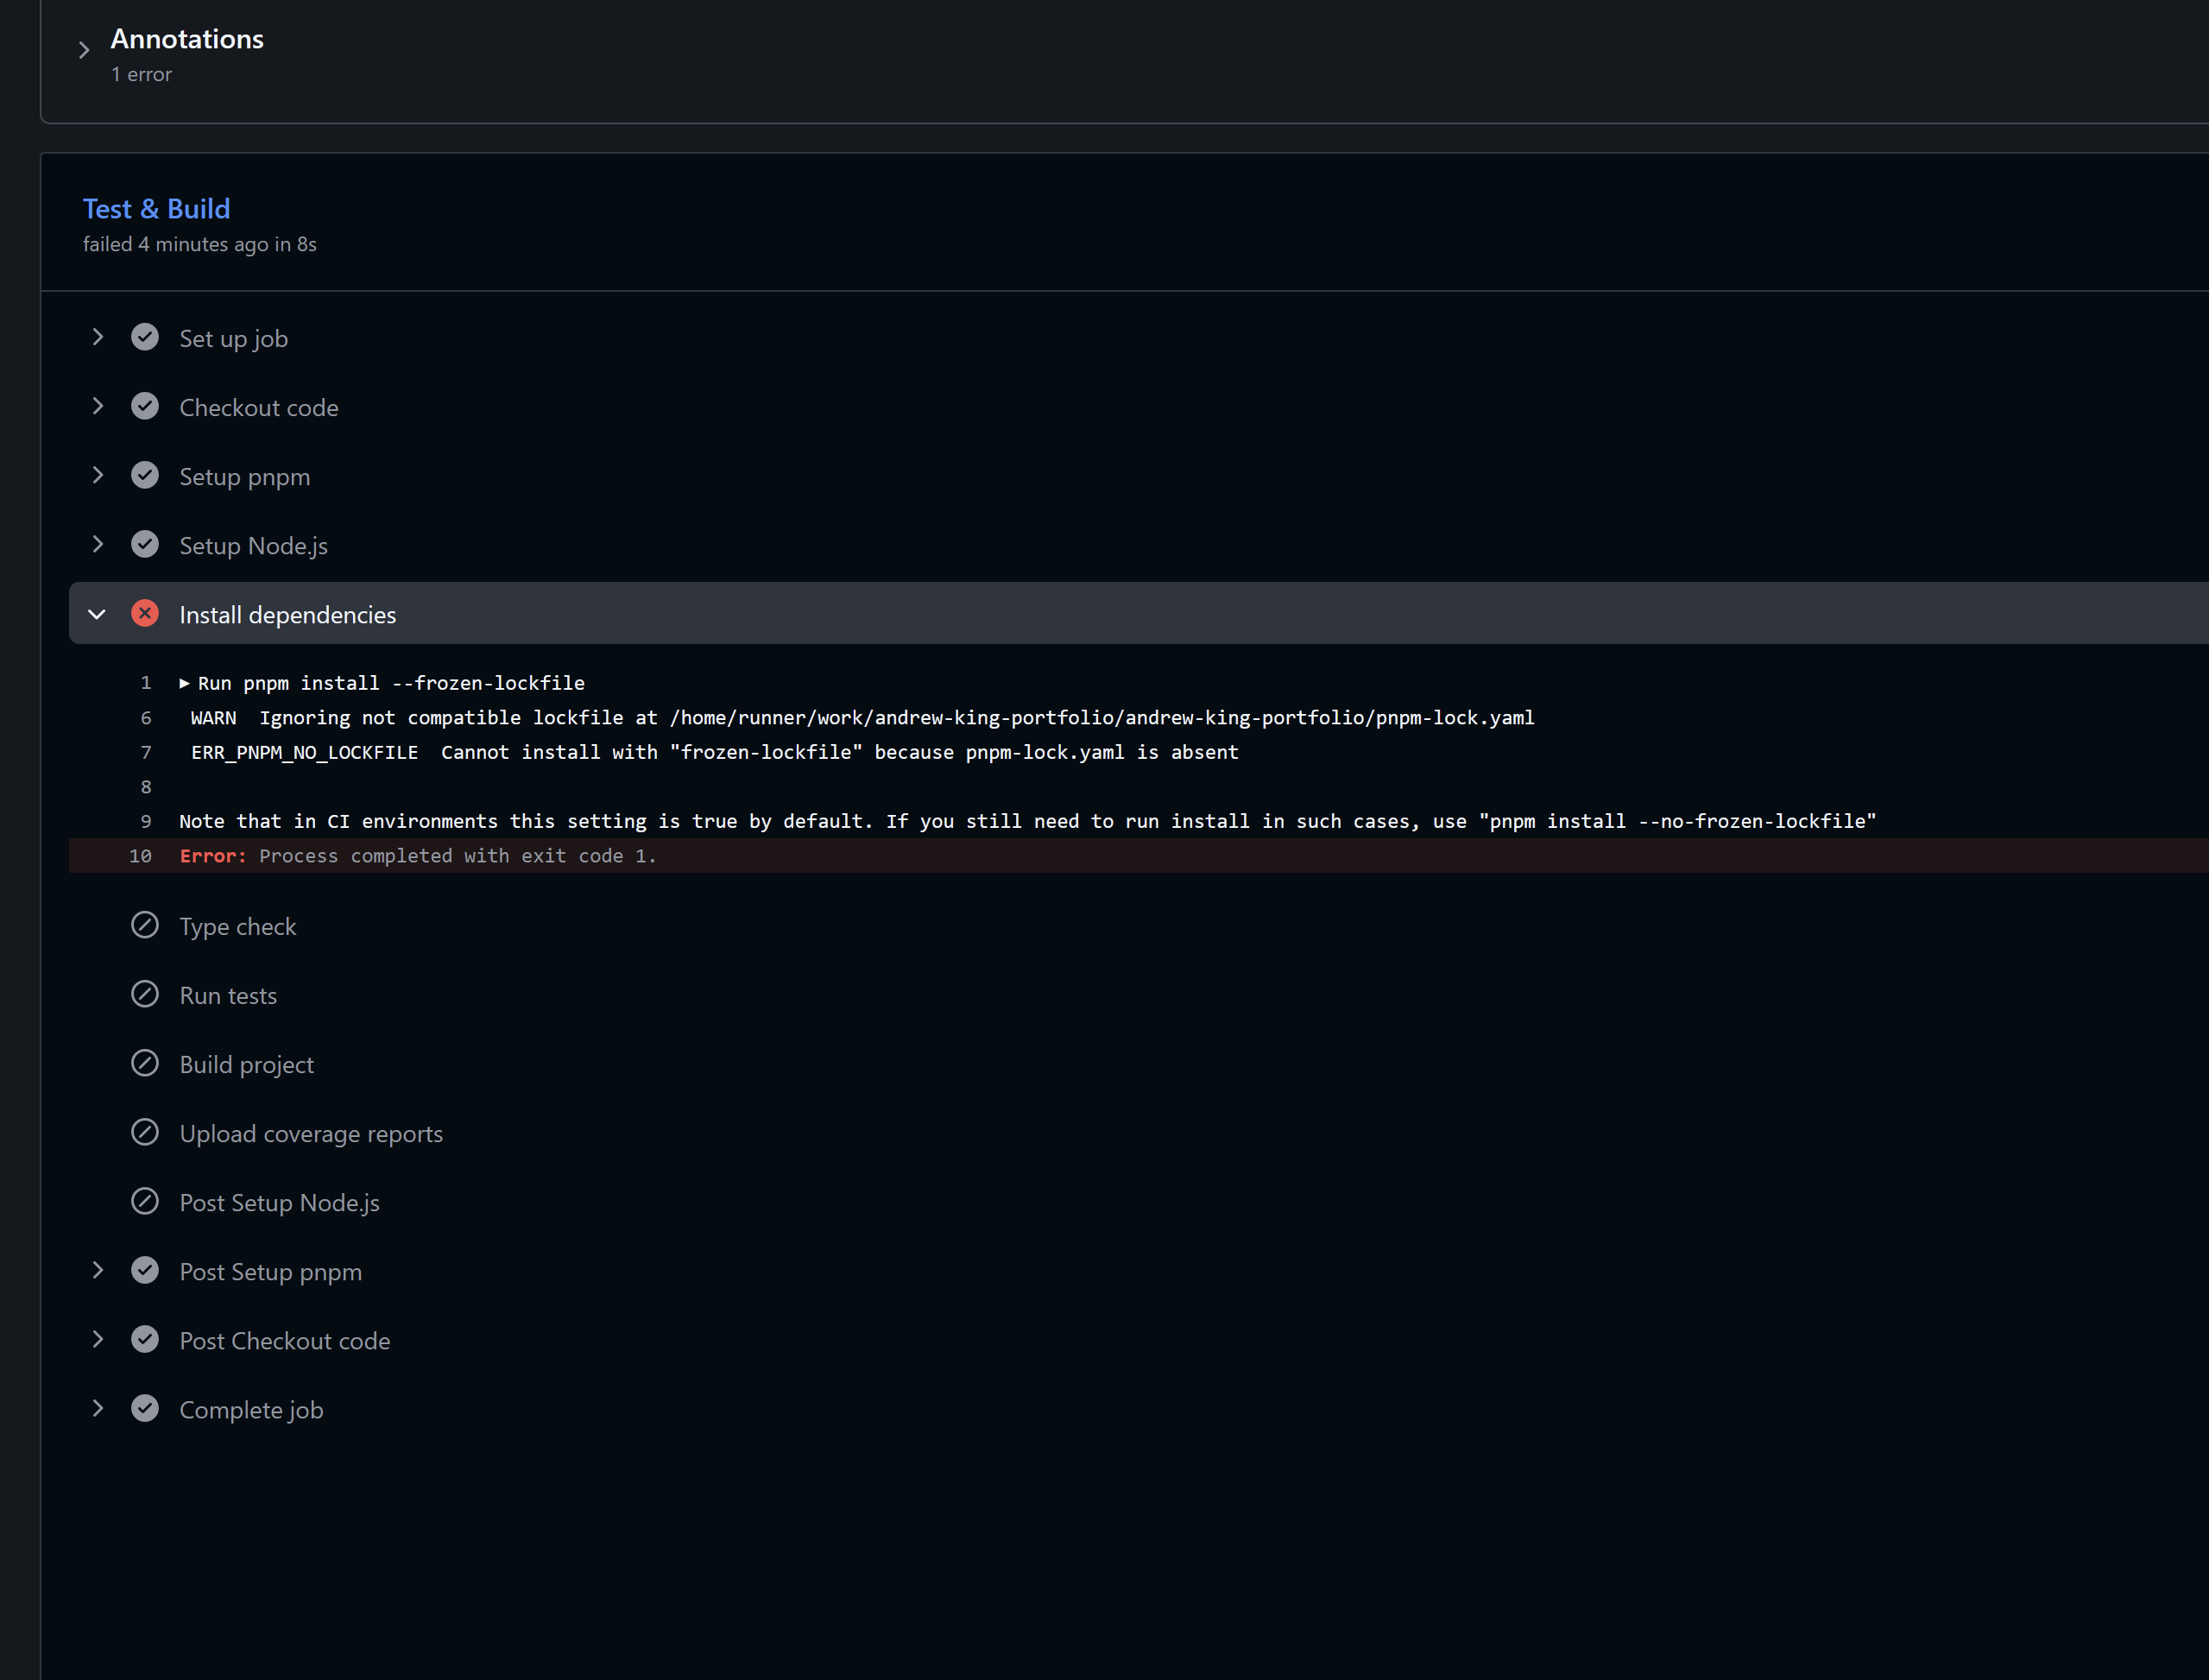 Annotations
1 error
Test & Build
failed 4 minutes ago in 8s
Set up job
Checkout code
Setup pnpm
Setup Node.js
Install dependencies
1 Run pnpm install --frozen-lockfile
6 WARN  Ignoring not compatible lockfile at /home/runner/work/andrew-king-portfolio/andrew-king-portfolio/pnpm-lock.yaml
7 ERR_PNPM_NO_LOCKFILE  Cannot install with "frozen-lockfile" because pnpm-lock.yaml is absent
8
9 Note that in CI environments this setting is true by default. If you still need to run install in such cases, use "pnpm install --no-frozen-lockfile"
10 Error: Process completed with exit code 1.
Type check
Run tests
Build project
Upload coverage reports
Post Setup Node.js
Post Setup pnpm
Post Checkout code
Complete job